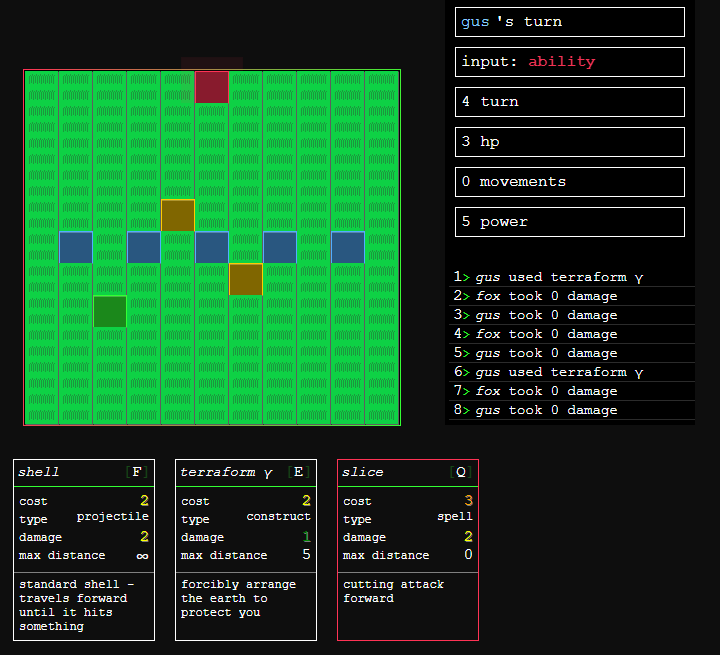 gus 's turn
input: ability
4 turn
3 hp
0 movements
5 power
1> gus used terraform γ
2> fox took 0 damage
3> gus took 0 damage
4> fox took 0 damage
5> gus took 0 damage
6> gus used terraform γ
7> fox took 0 damage
8> gus took 0 damage
shell [F]
cost 2
type projectile
damage 2
max distance ∞
standard shell -
travels forward
until it hits
something
terraform γ [E]
cost 2
type construct
damage 1
max distance 5
forcibly arrange
the earth to
protect you
slice [Q]
cost 3
type spell
damage 2
max distance 0
cutting attack
forward